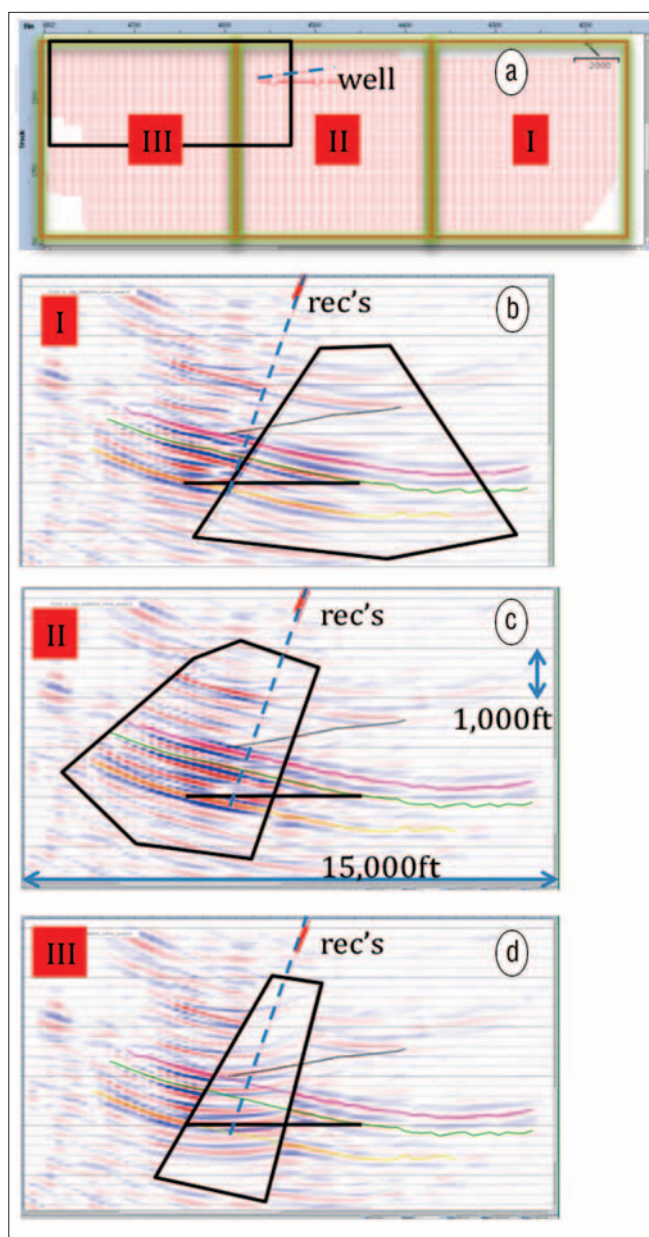 a
well
2000
III
II
I
I
rec's
b
II
rec's
c
1,000ft
15,000ft
III
rec's
d